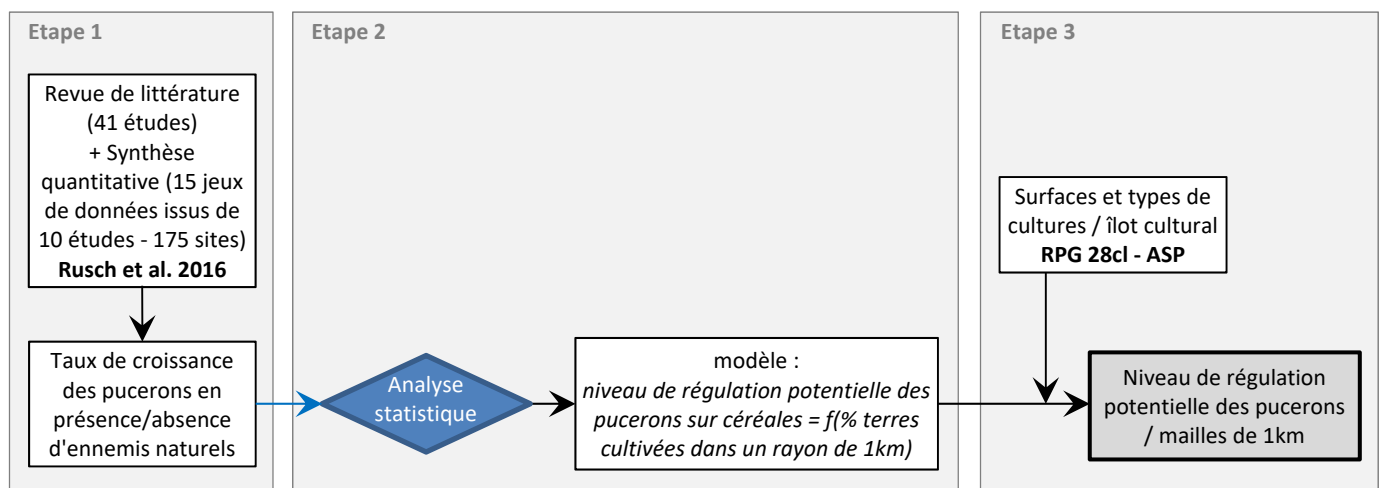 Etape 1
Revue de littérature
(41 études)
+ Synthèse
quantitative (15 jeux
de données issus de
10 études - 175 sites)
Rusch et al. 2016
Taux de croissance
des pucerons en
présence/absence
d'ennemis naturels
Etape 2
Analyse
statistique
modèle :
niveau de régulation potentielle des
pucerons sur céréales = f(% terres
cultivées dans un rayon de 1km)
Etape 3
Surfaces et types de
cultures / îlot cultural
RPG 28cl - ASP
Niveau de régulation
potentielle des pucerons
/ mailles de 1km